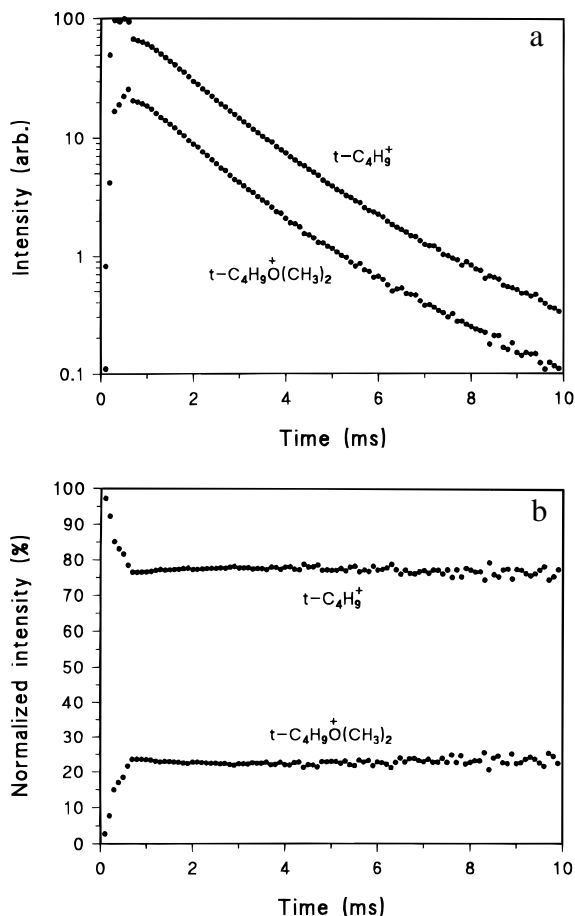 a
100
10
1
0.1
Intensity (arb.)
t–C₄H₉⁺
t–C₄H₉O⁺(CH₃)₂
0 2 4 6 8 10
Time (ms)
b
100
90
80
70
60
50
40
30
20
10
0
Normalized intensity (%)
t–C₄H₉⁺
t–C₄H₉O⁺(CH₃)₂
0 2 4 6 8 10
Time (ms)